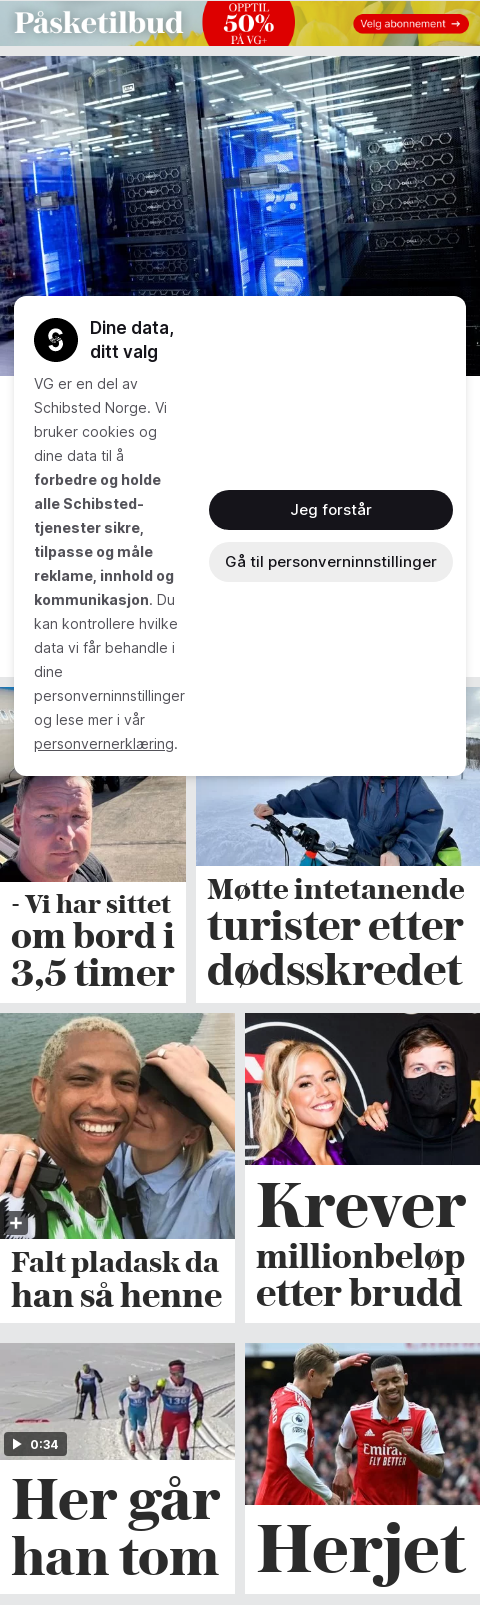 Påsketilbud
OPPTIL
50%
PÅ VG+
Velg abonnement →
Dine data,
ditt valg
VG er en del av
Schibsted Norge. Vi
bruker cookies og
dine data til å
forbedre og holde
alle Schibsted-
tjenester sikre,
tilpasse og måle
reklame, innhold og
kommunikasjon. Du
kan kontrollere hvilke
data vi får behandle i
dine
personverninnstillinger
og lese mer i vår
personvernerklæring.
Jeg forstår
Gå til personverninnstillinger
- Vi har sittet
om bord i
3,5 timer
Møtte intetanende
turister etter
dødsskredet
Falt pladask da
han så henne
Krever
millionbeløp
etter brudd
0:34
Her går
han tom
Emirates
FLY BETTER
Herjet